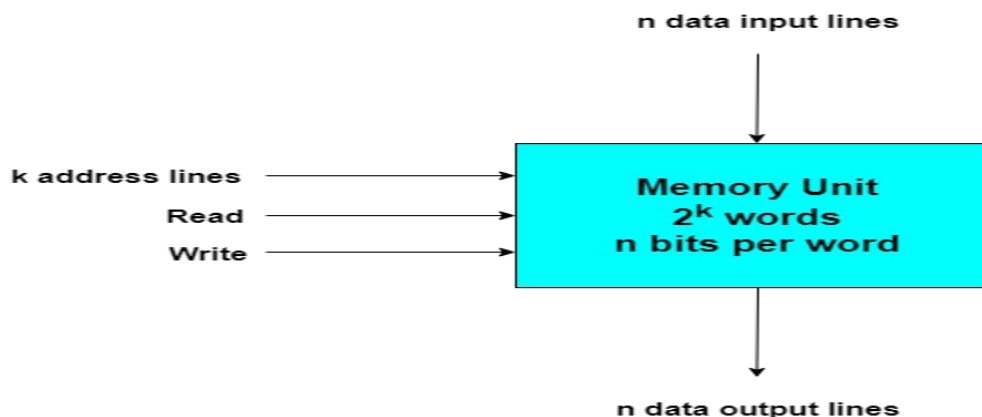 n data input lines
k address lines
Read
Write
Memory Unit
2ᵏ words
n bits per word
n data output lines